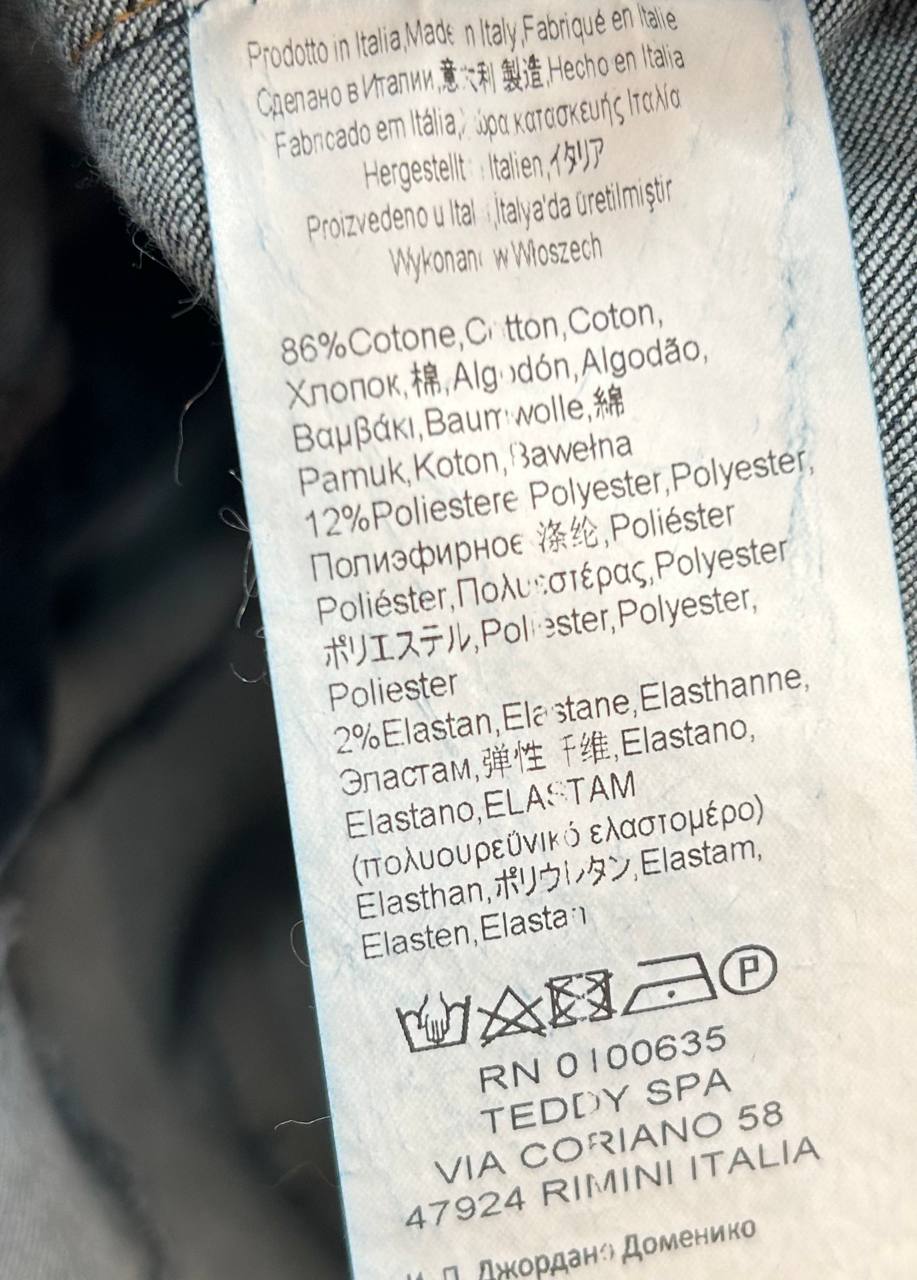 Prodotto in Italia,Made in Italy,Fabriqué en Italie
Сделано в Италии,意大利製造,Hecho en Italia
Fabricado em Itália, ώρα κατασκευής Ιταλία
Hergestellt Italien,イタリア
Proizvedeno u Ital ,İtalya'da üretilmiştir
Wykonano w Włoszech
86%Cotone,Cotton,Coton,
Хлопок,棉,Algodón,Algodão,
Βαμβάκι,Baumwolle,綿
Pamuk,Koton,Bawełna
12%Poliestere Polyester,Polyester,
Полиэфирное 涤纶,Poliéster
Poliéster,Πολυεστέρας,Polyester
ポリエステル,Poliester,Polyester,
Poliester
2%Elastan,Elastane,Elasthanne,
Эластам,弹性纤维,Elastano,
Elastano,ELASTAM
(πολυουρεϋνικό ελαστομέρο)
Elasthan,ポリウレタン,Elastam,
Elasten,Elastan
P
RN 0100635
TEDDY SPA
VIA CORIANO 58
47924 RIMINI ITALIA
И.П. Джордано Доменико